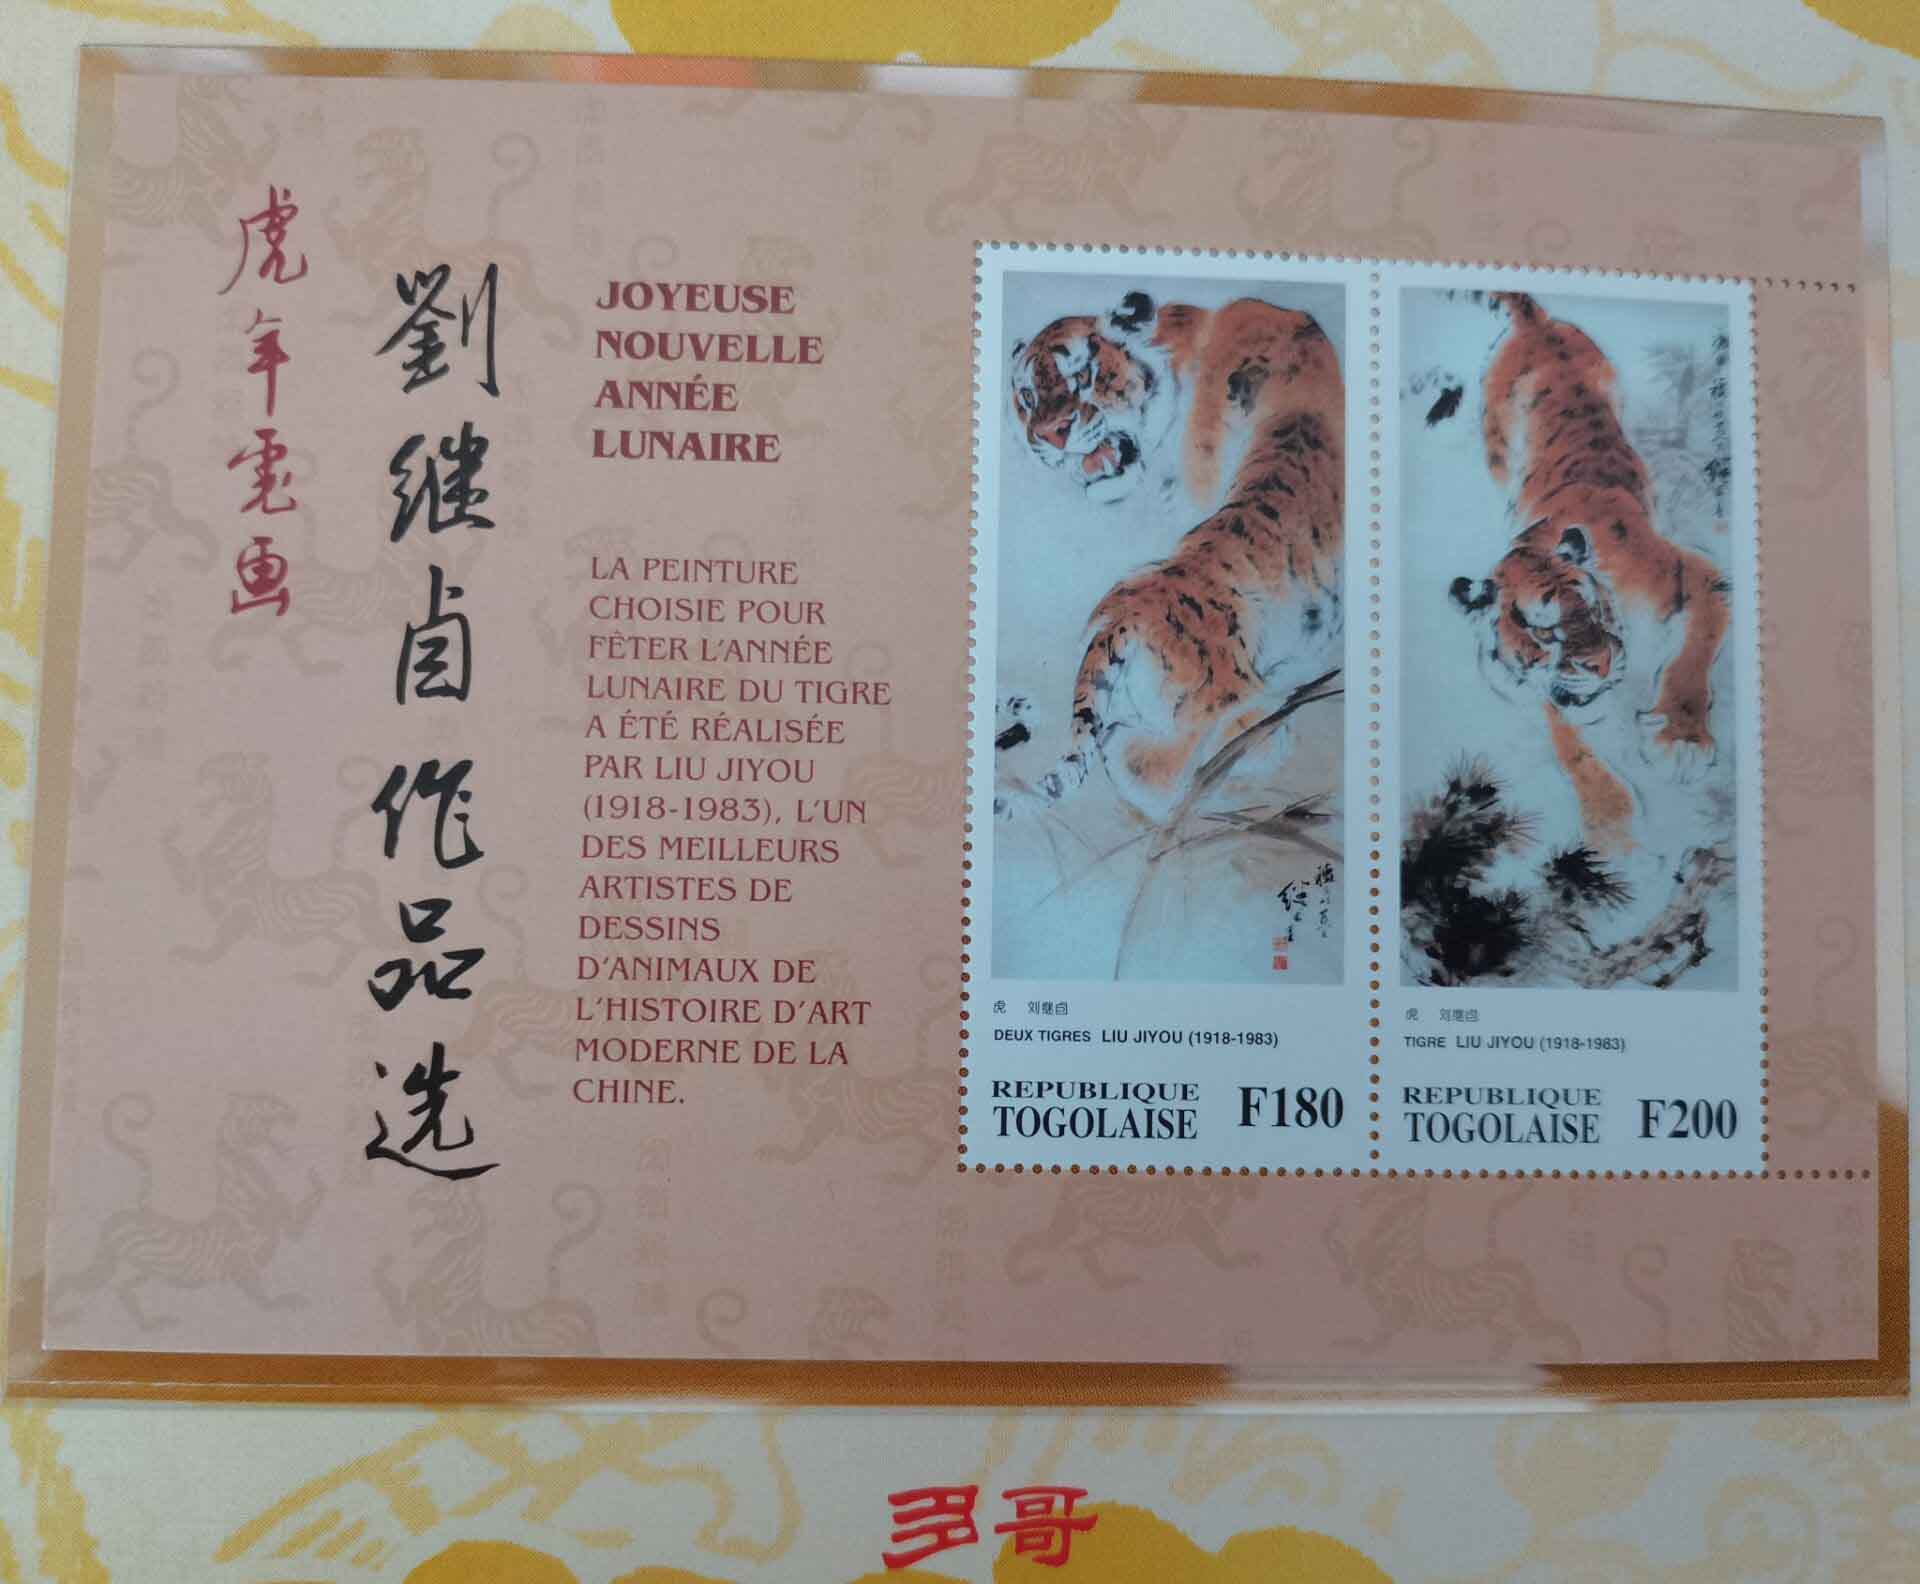 虎年電画
劉继卣作品选
JOYEUSE
NOUVELLE
ANNÉE
LUNAIRE
LA PEINTURE
CHOISIE POUR
FÊTER L'ANNÉE
LUNAIRE DU TIGRE
A ÉTÉ RÉALISÉE
PAR LIU JIYOU
(1918-1983), L'UN
DES MEILLEURS
ARTISTES DE
DESSINS
D'ANIMAUX DE
L'HISTOIRE D'ART
MODERNE DE LA
CHINE.
虎 刘继卣
DEUX TIGRES LIU JIYOU (1918-1983)
REPUBLIQUE
TOGOLAISE F180
虎 刘继卣
TIGRE LIU JIYOU (1918-1983)
REPUBLIQUE
TOGOLAISE F200
多哥